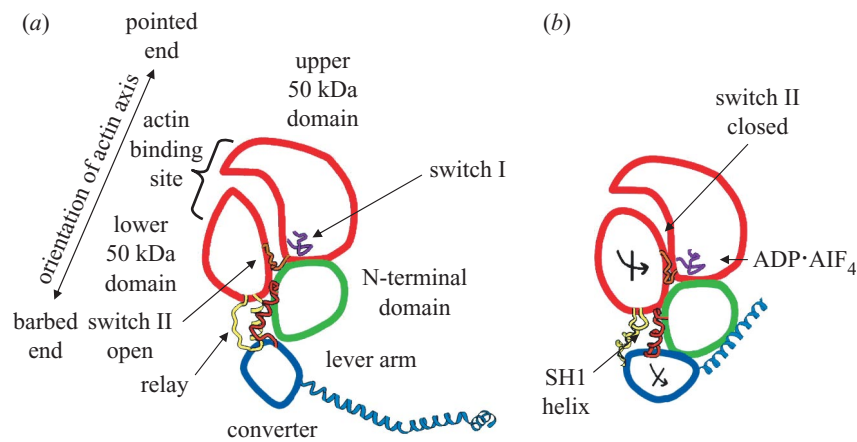 (a)
pointed
end
orientation of actin axis
barbed
end
actin
binding
site
upper
50 kDa
domain
switch I
lower
50 kDa
domain
N-terminal
domain
switch II
open
relay
lever arm
converter
(b)
switch II
closed
ADP·AIF4
SH1
helix